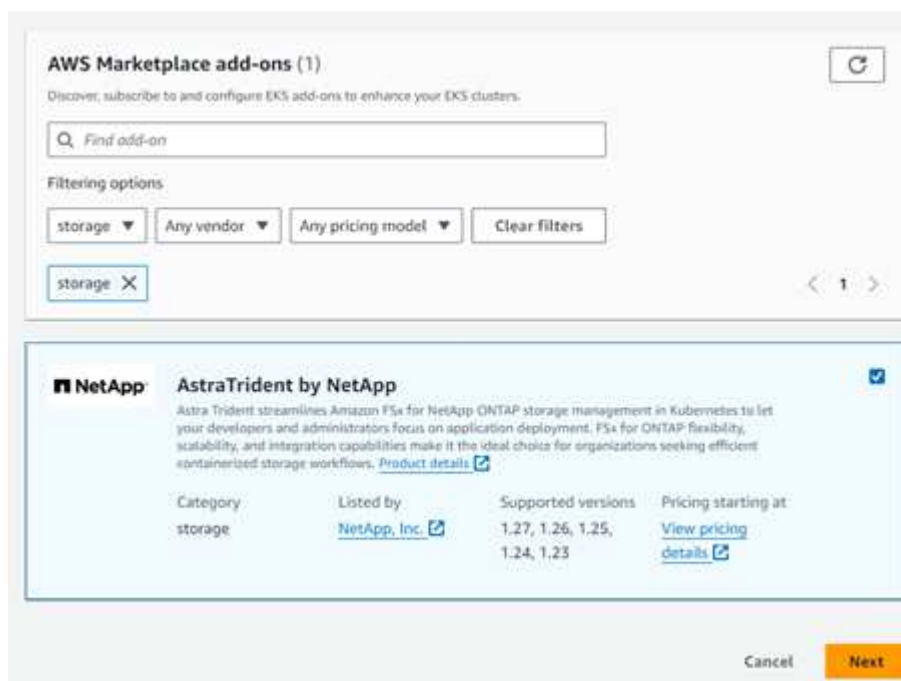 AWS Marketplace add-ons (1)
Discover, subscribe to and configure EKS add-ons to enhance your EKS clusters.
Find add-on
Filtering options
storage Any vendor Any pricing model Clear filters
storage
1
NetApp
AstraTrident by NetApp
Astra Trident streamlines Amazon FSx for NetApp ONTAP storage management in Kubernetes to let
your developers and administrators focus on application deployment. FSx for ONTAP flexibility,
scalability, and integration capabilities make it the ideal choice for organizations seeking efficient
containerized storage workflows. Product details
Category Listed by Supported versions Pricing starting at
storage NetApp, Inc. 1.27, 1.26, 1.25, View pricing
1.24, 1.23 details
Cancel Next